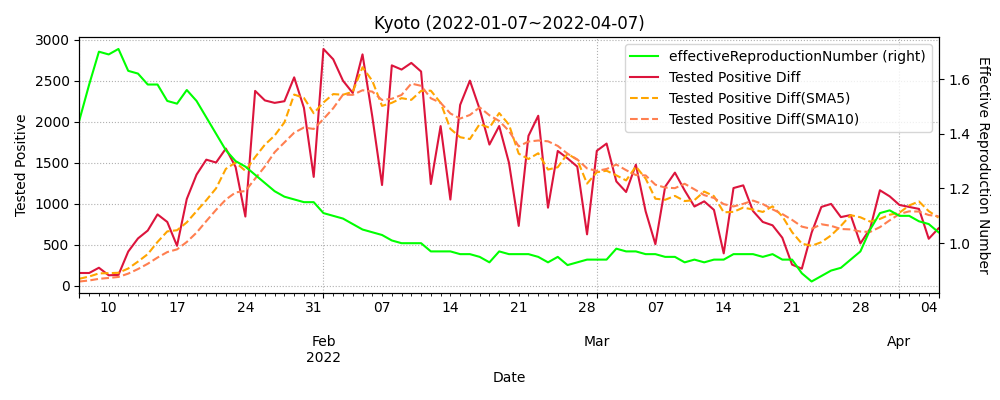 Kyoto (2022-01-07~2022-04-07)
effectiveReproductionNumber (right)
Tested Positive Diff
Tested Positive Diff(SMA5)
Tested Positive Diff(SMA10)
Tested Positive
3000
2500
2000
1500
1000
500
0
Effective Reproduction Number
1.6
1.4
1.2
1.0
10 17 24 31 07 14 21 28 07 14 21 28 04
Feb Mar Apr
2022
Date